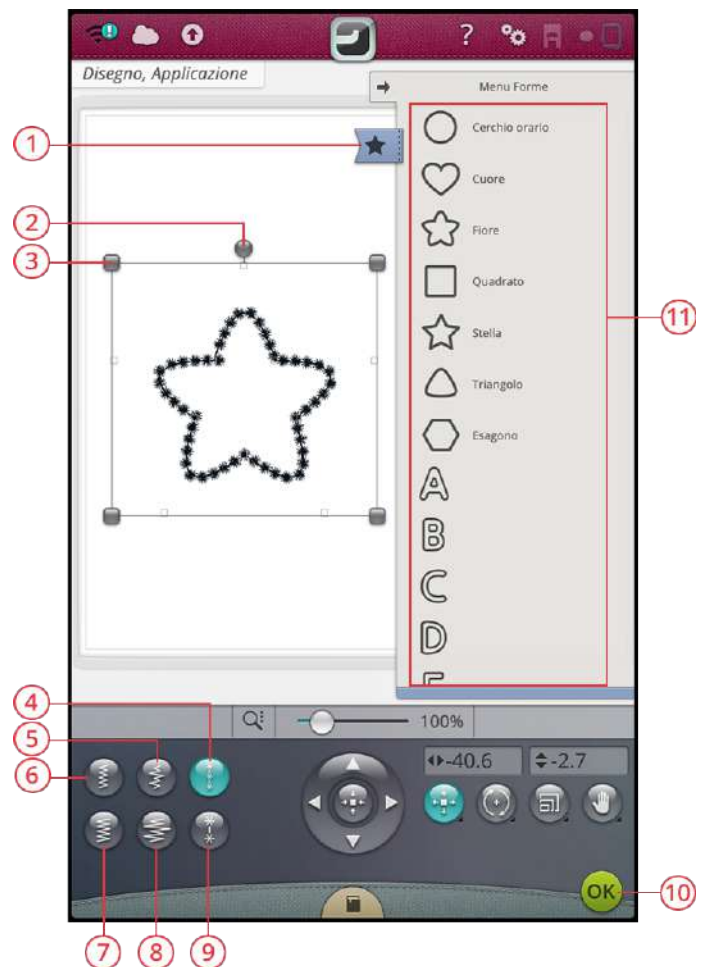 ?
Disegno, Applicazione
Menu Forme
1
Cerchio orario
2
Cuore
3
Fiore
Quadrato
11
Stella
Triangolo
Esagono
A
B
C
D
4
100%
5
6
-40.6
-2.7
OK
10
7
8
9